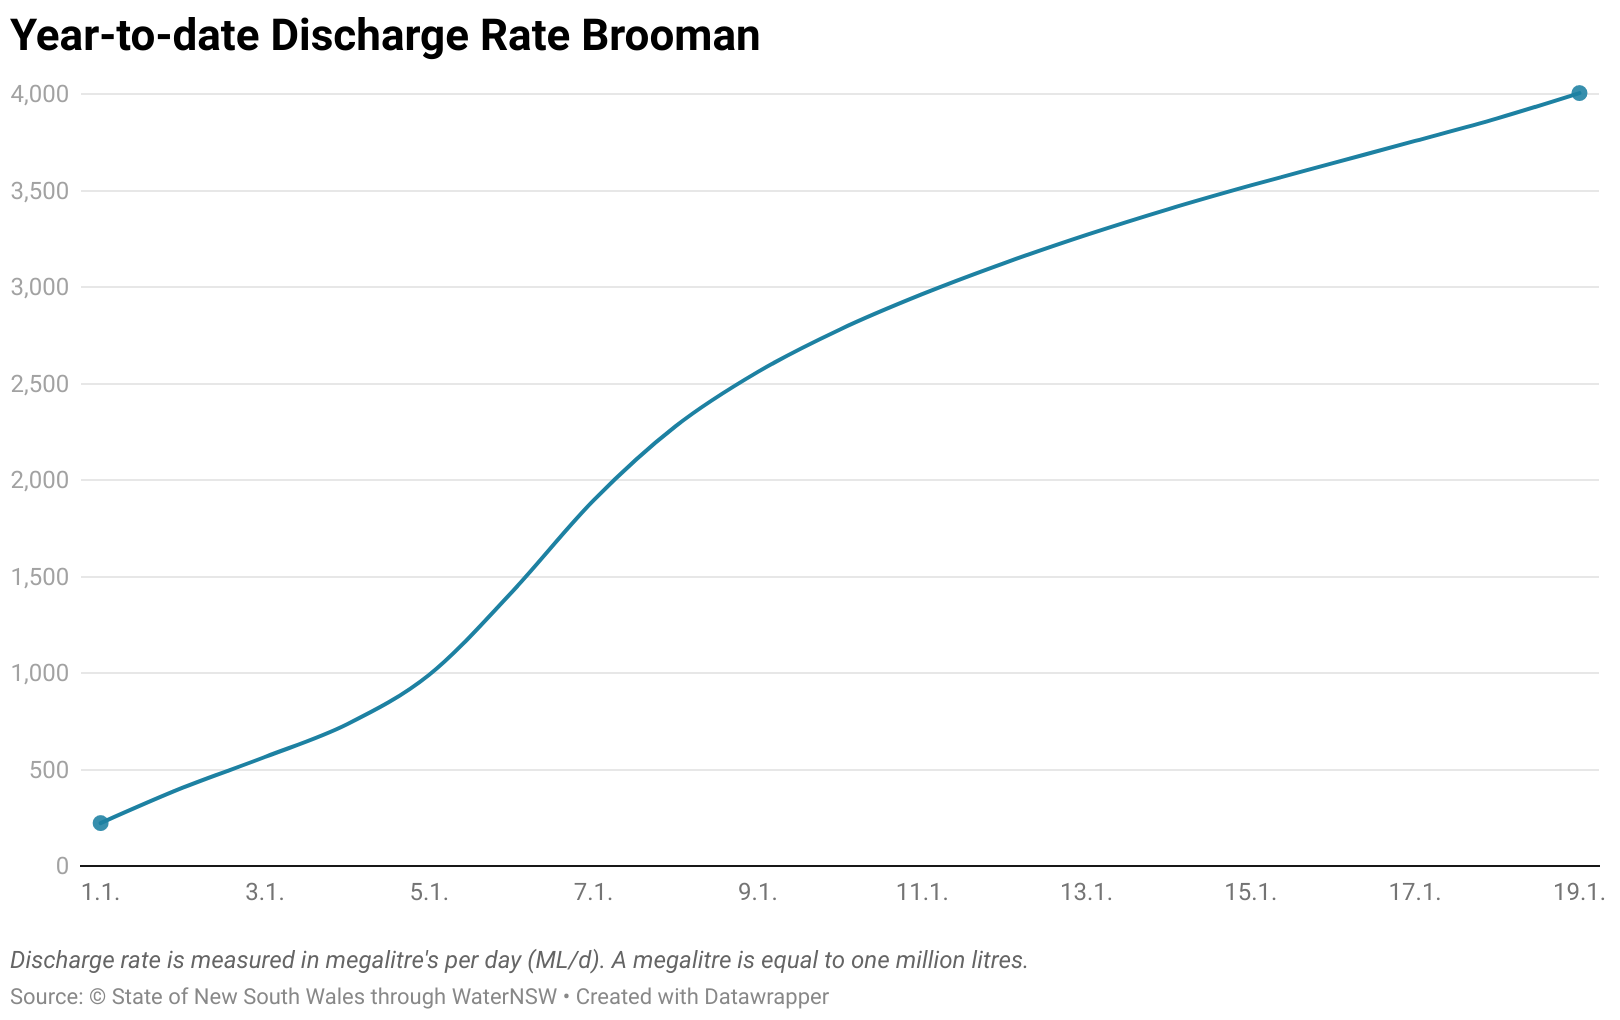 Year-to-date Discharge Rate Brooman
4,000
3,500
3,000
2,500
2,000
1,500
1,000
500
0
1.1. 3.1. 5.1. 7.1. 9.1. 11.1. 13.1. 15.1. 17.1. 19.1.
Discharge rate is measured in megalitre's per day (ML/d). A megalitre is equal to one million litres.
Source: © State of New South Wales through WaterNSW • Created with Datawrapper